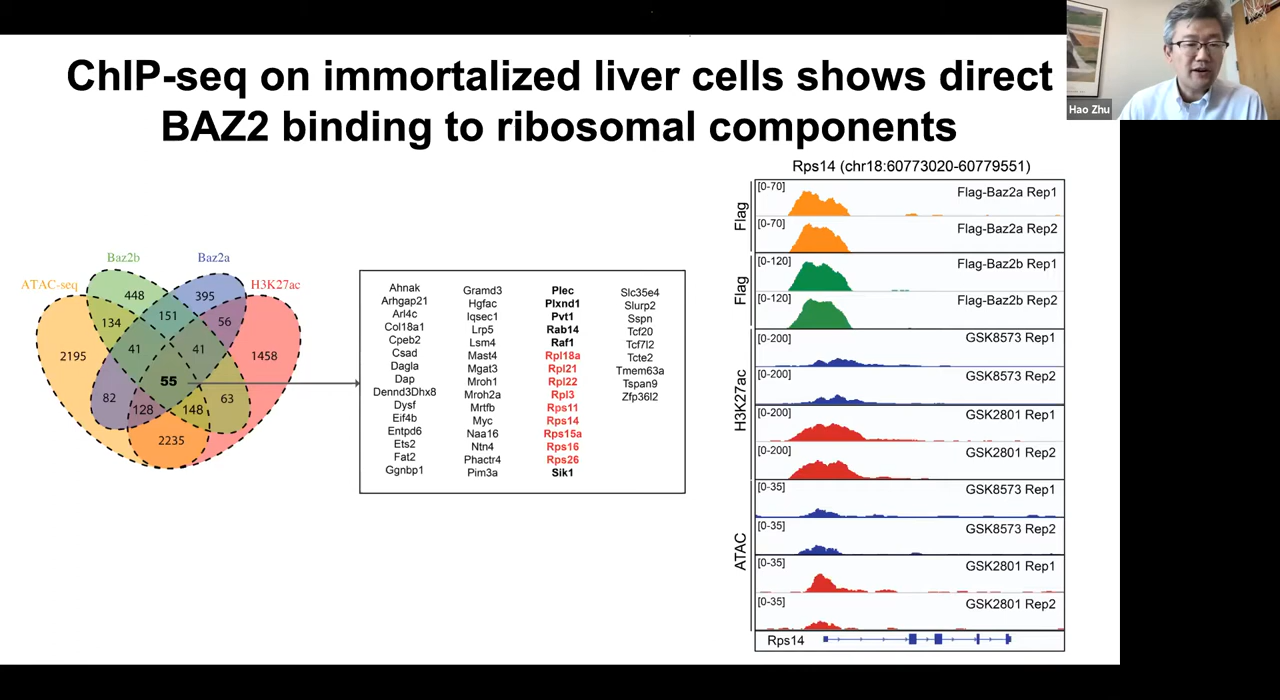 ChIP-seq on immortalized liver cells shows direct
BAZ2 binding to ribosomal components
Hao Zhu
Baz2b
Baz2a
ATAC-seq
H3K27ac
448
395
134
151
56
2195
41
41
1458
55
82
63
128
148
2235
Ahnak
Arhgap21
Arl4c
Col18a1
Cpeb2
Csad
Dagla
Dap
Dennd3Dhx8
Dysf
Eif4b
Entpd6
Ets2
Fat2
Ggnbp1
Gramd3
Hgfac
Iqsec1
Lrp5
Lsm4
Mast4
Mgat3
Mroh1
Mroh2a
Mrtfb
Myc
Naa16
Ntn4
Phactr4
Pim3a
Plec
Plxnd1
Pvt1
Rab14
Raf1
Rpl18a
Rpl21
Rpl22
Rpl3
Rps11
Rps14
Rps15a
Rps16
Rps26
Sik1
Slc35e4
Slurp2
Sspn
Tcf20
Tcf7l2
Tcte2
Tmem63a
Tspan9
Zfp36l2
Rps14 (chr18:60773020-60779551)
Flag
[0-70] Flag-Baz2a Rep1
[0-70] Flag-Baz2a Rep2
Flag
[0-120] Flag-Baz2b Rep1
[0-120] Flag-Baz2b Rep2
H3K27ac
[0-200] GSK8573 Rep1
[0-200] GSK8573 Rep2
[0-200] GSK2801 Rep1
[0-200] GSK2801 Rep2
ATAC
[0-35] GSK8573 Rep1
[0-35] GSK8573 Rep2
[0-35] GSK2801 Rep1
[0-35] GSK2801 Rep2
Rps14